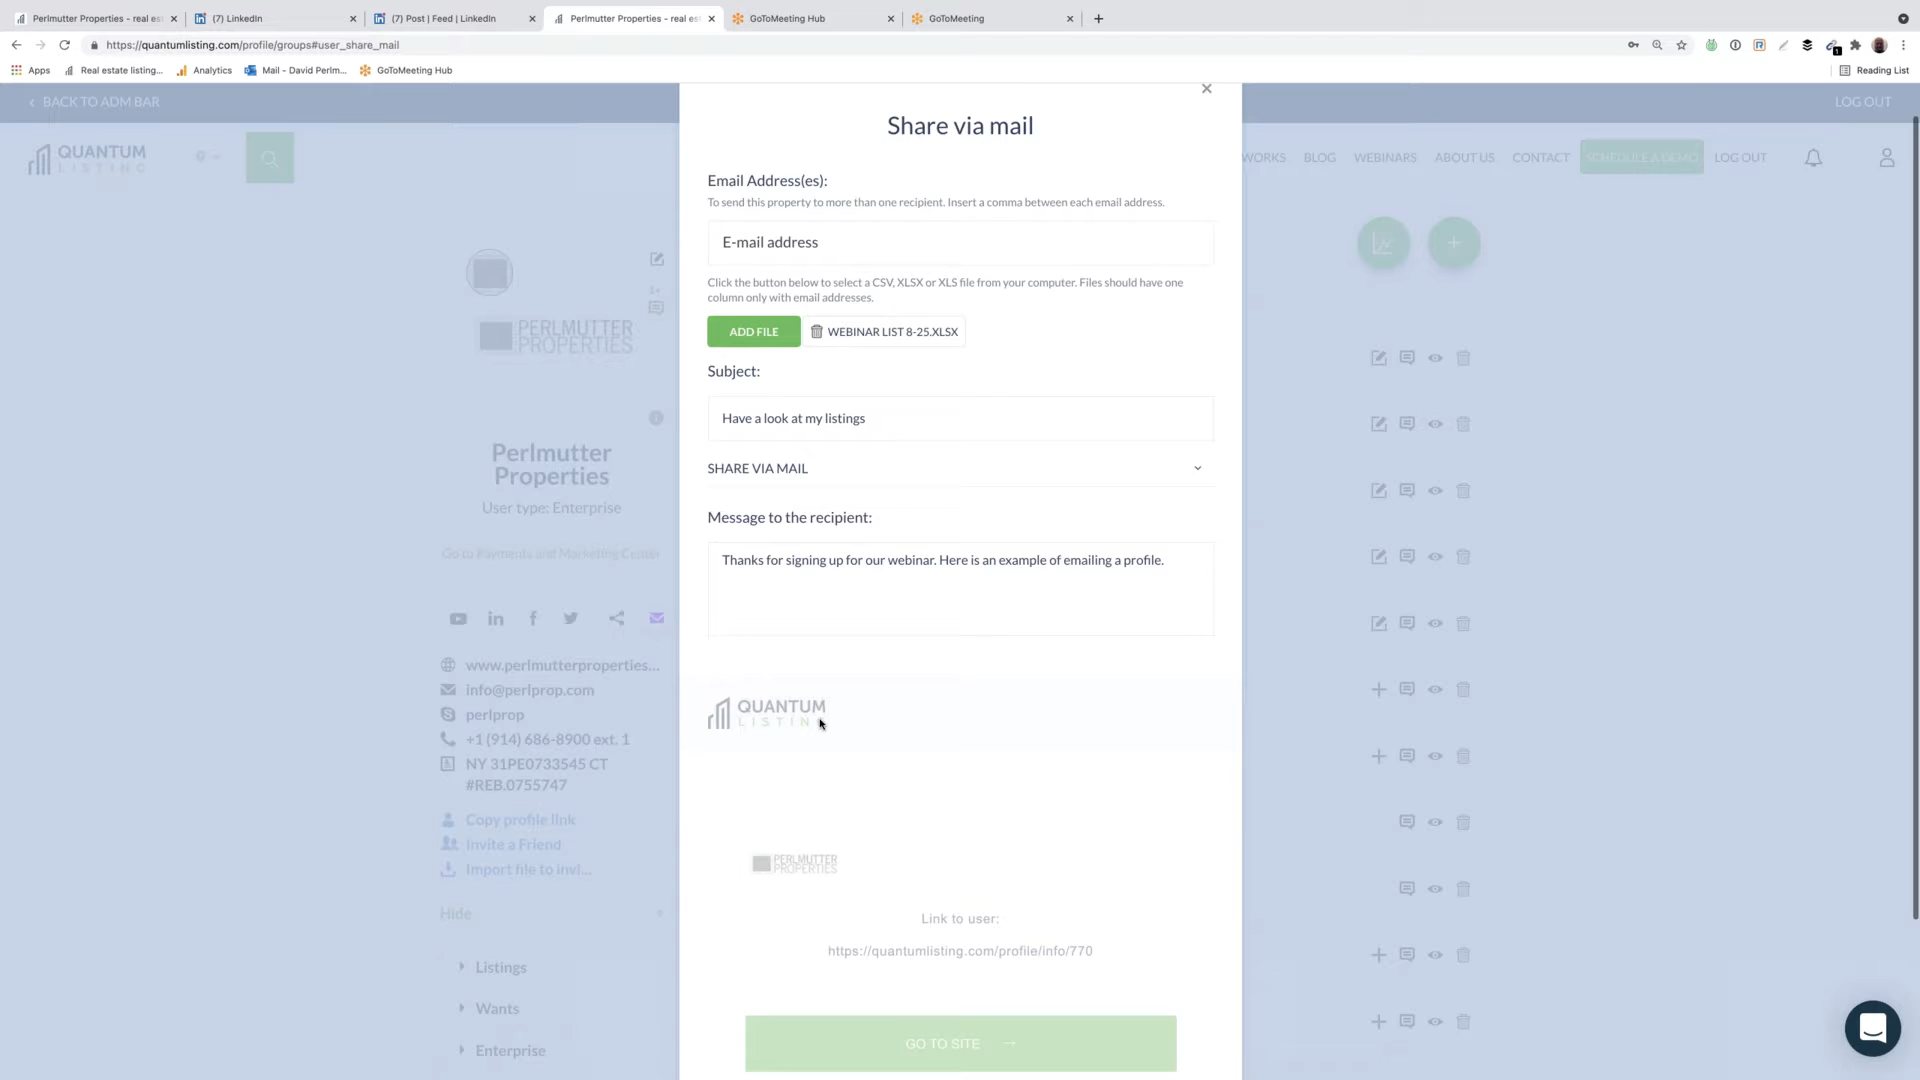 Perlmutter Properties - real es
(7) LinkedIn
(7) Post | Feed | LinkedIn
Perlmutter Properties - real es
GoToMeeting Hub
GoToMeeting
https://quantumlisting.com/profile/groups#user_share_mail
Apps
Real estate listing...
Analytics
Mail - David Perlm...
GoToMeeting Hub
Reading List
BACK TO ADM BAR
LOG OUT
QUANTUM
LISTING
WORKS
BLOG
WEBINARS
ABOUT US
CONTACT
SCHEDULE A DEMO
LOG OUT
1+
PERLMUTTER
PROPERTIES
Perlmutter
Properties
User type: Enterprise
Go to Payments and Marketing Center
www.perlmutterproperties...
info@perlprop.com
perlprop
+1 (914) 686-8900 ext. 1
NY 31PE0733545 CT
#REB.0755747
Copy profile link
Invite a Friend
Import file to invi...
Hide
Listings
Wants
Enterprise
Share via mail
Email Address(es):
To send this property to more than one recipient. Insert a comma between each email address.
E-mail address
Click the button below to select a CSV, XLSX or XLS file from your computer. Files should have one
column only with email addresses.
ADD FILE
WEBINAR LIST 8-25.XLSX
Subject:
Have a look at my listings
SHARE VIA MAIL
Message to the recipient:
Thanks for signing up for our webinar. Here is an example of emailing a profile.
QUANTUM
LISTIN
PERLMUTTER
PROPERTIES
Link to user:
https://quantumlisting.com/profile/info/770
GO TO SITE →